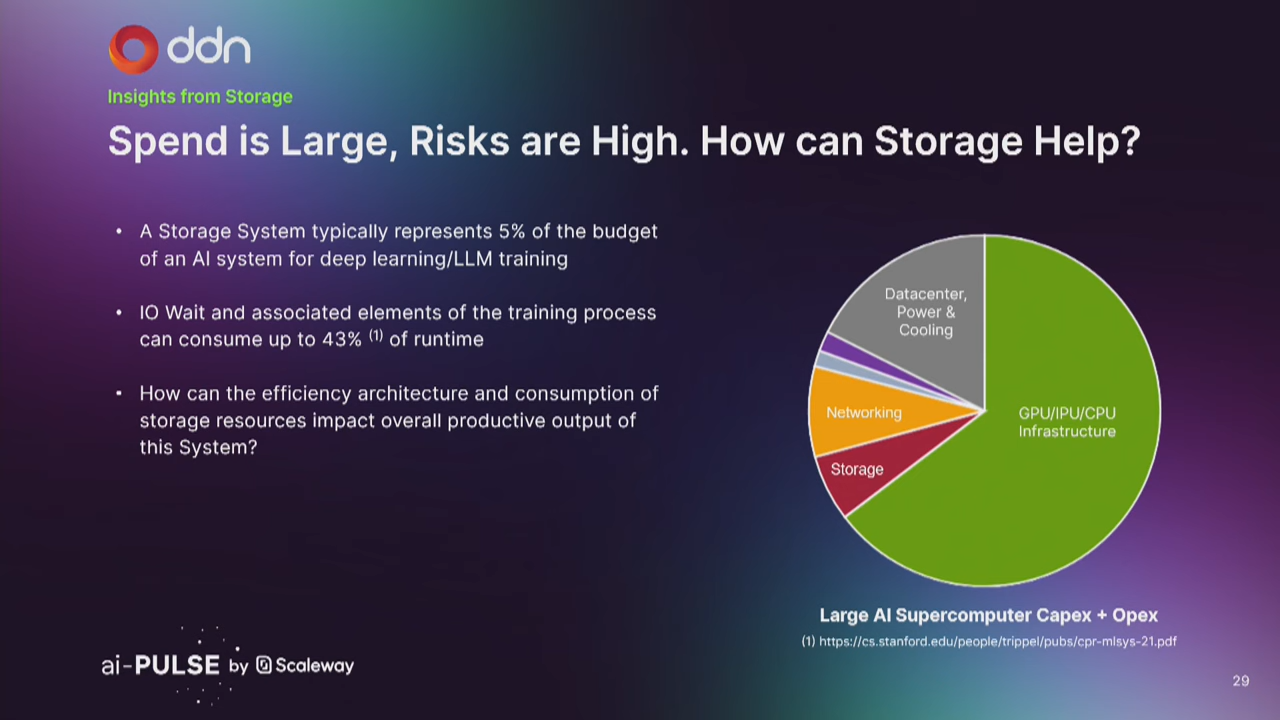 ddn
Insights from Storage
Spend is Large, Risks are High. How can Storage Help?
• A Storage System typically represents 5% of the budget
of an AI system for deep learning/LLM training
• IO Wait and associated elements of the training process
can consume up to 43% (1) of runtime
• How can the efficiency architecture and consumption of
storage resources impact overall productive output of
this System?
Datacenter,
Power &
Cooling
Networking
Storage
GPU/IPU/CPU
Infrastructure
Large AI Supercomputer Capex + Opex
(1) https://cs.stanford.edu/people/trippel/pubs/cpr-mlsys-21.pdf
ai-PULSE by Scaleway
29